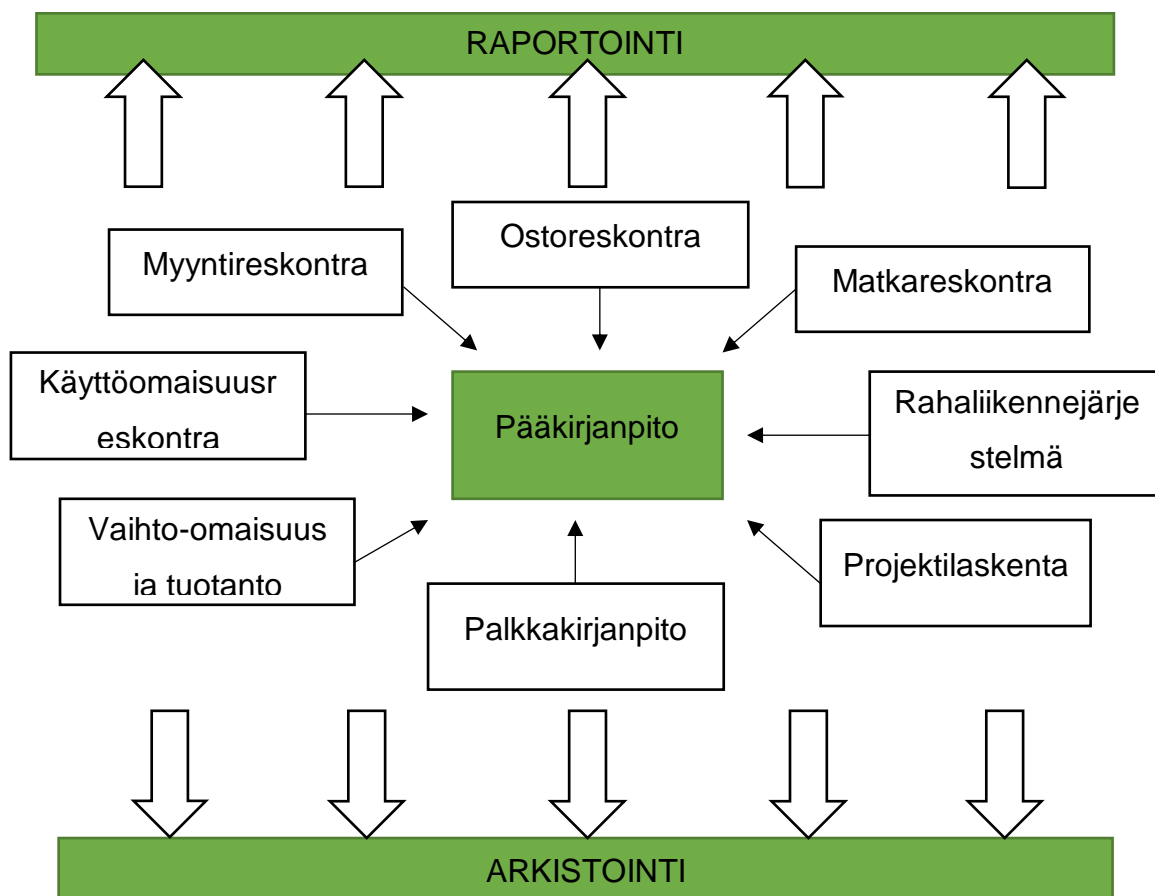 RAPORTOINTI
Ostoreskontra
Myyntireskontra
Matkareskontra
Käyttöomaisuusr
eskontra
Pääkirjanpito
Rahaliikennejärje
stelmä
Vaihto-omaisuus
ja tuotanto
Projektilaskenta
Palkkakirjanpito
ARKISTOINTI